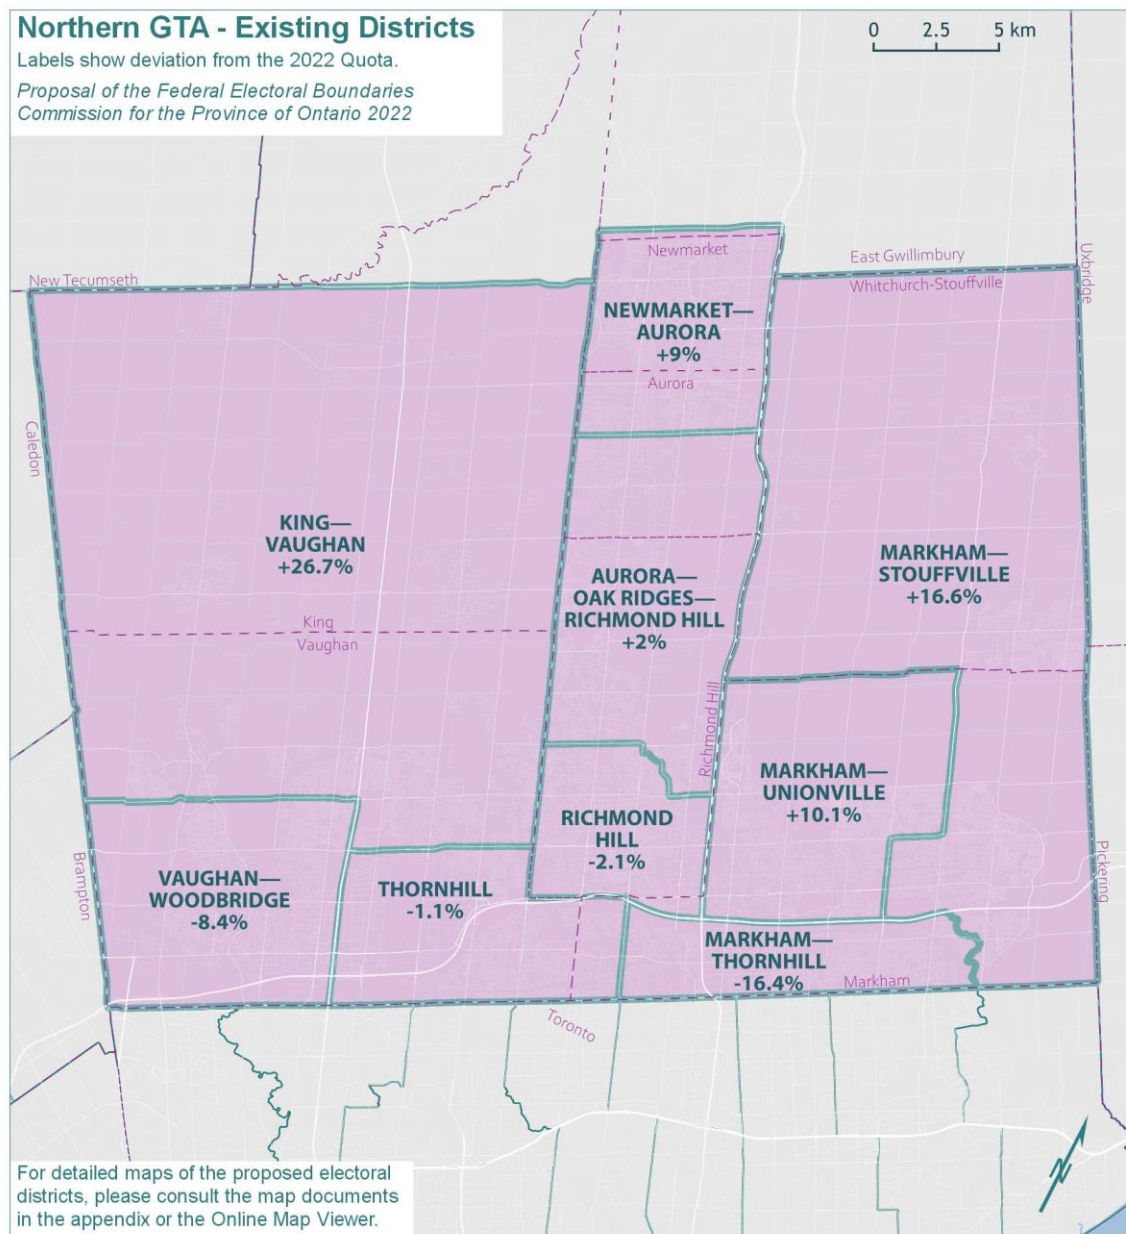 Northern GTA - Existing Districts
Labels show deviation from the 2022 Quota.
Proposal of the Federal Electoral Boundaries
Commission for the Province of Ontario 2022
0 2.5 5 km
Newmarket
East Gwillimbury
Uxbridge
New Tecumseth
Whitchurch-Stouffville
NEWMARKET—
AURORA
+9%
Aurora
Caledon
KING—
VAUGHAN
+26.7%
MARKHAM—
STOUFFVILLE
+16.6%
AURORA—
OAK RIDGES—
RICHMOND HILL
+2%
King
Vaughan
Richmond Hill
MARKHAM—
UNIONVILLE
+10.1%
RICHMOND
HILL
-2.1%
Brampton
VAUGHAN—
WOODBRIDGE
-8.4%
THORNHILL
-1.1%
Pickering
MARKHAM—
THORNHILL
-16.4%
Markham
Toronto
N
For detailed maps of the proposed electoral
districts, please consult the map documents
in the appendix or the Online Map Viewer.